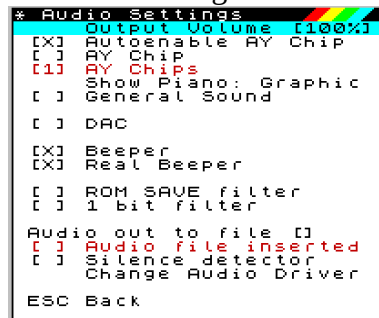 * Audio Settings
Output Volume [100%]
[X] Autoenable AY Chip
[ ] AY Chip
[1] AY Chips
Show Piano: Graphic
[ ] General Sound
[ ] DAC
[X] Beeper
[X] Real Beeper
[ ] ROM SAVE filter
[ ] 1 bit filter
Audio out to file []
[ ] Audio file inserted
[ ] Silence detector
Change Audio Driver
ESC Back